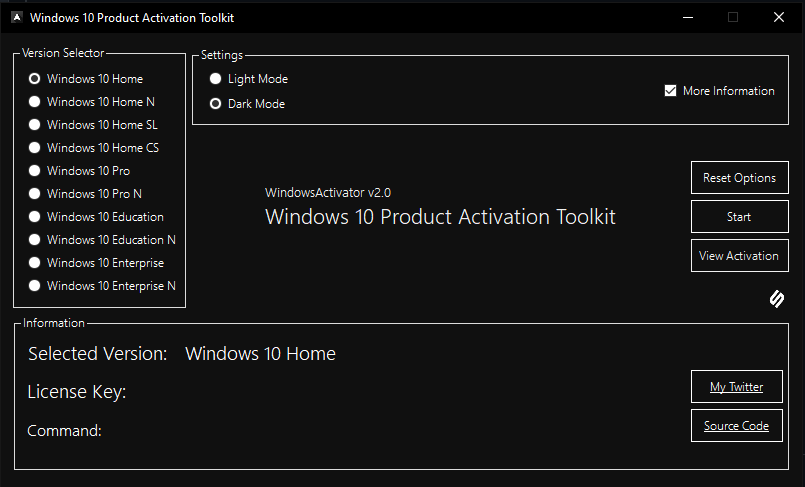 Windows 10 Product Activation Toolkit
Version Selector
Windows 10 Home
Windows 10 Home N
Windows 10 Home SL
Windows 10 Home CS
Windows 10 Pro
Windows 10 Pro N
Windows 10 Education
Windows 10 Education N
Windows 10 Enterprise
Windows 10 Enterprise N
Settings
Light Mode
Dark Mode
More Information
WindowsActivator v2.0
Windows 10 Product Activation Toolkit
Reset Options
Start
View Activation
Information
Selected Version: Windows 10 Home
License Key:
Command:
My Twitter
Source Code